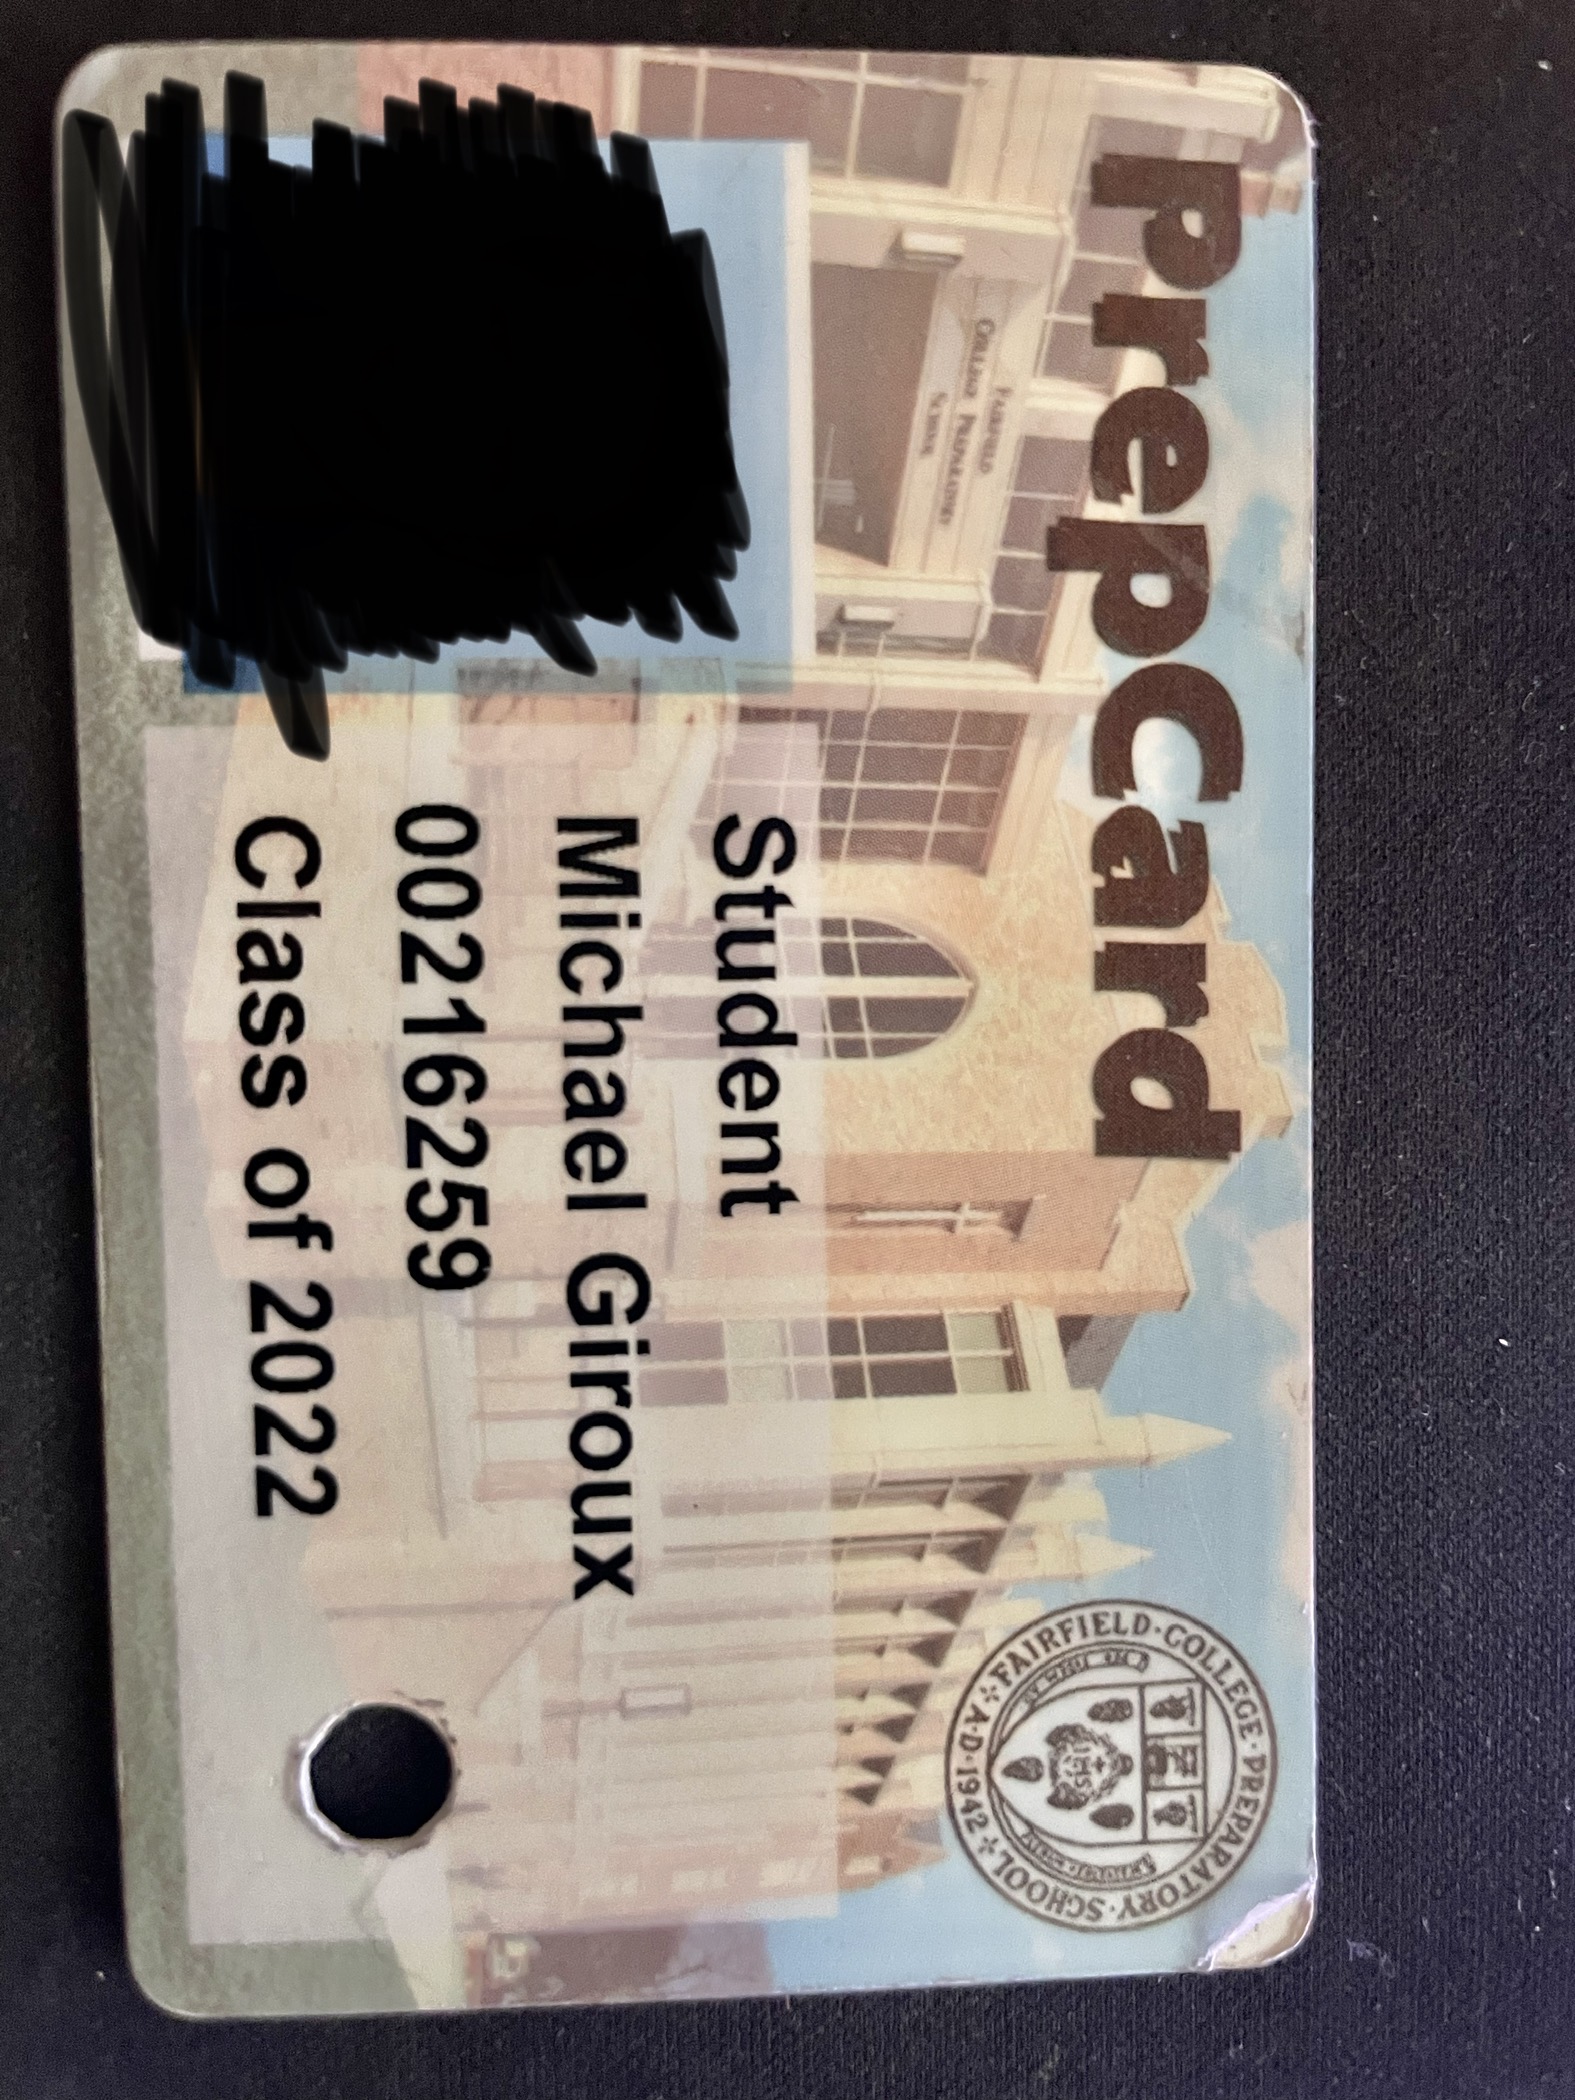 PrepCard
FAIRFIELD
COLLEGE PREPARATORY
SCHOOL
Student
Michael Giroux
00216259
Class of 2022
FAIRFIELD·COLLEGE·PREPARATORY·SCHOOL
A·D·1942
IHS